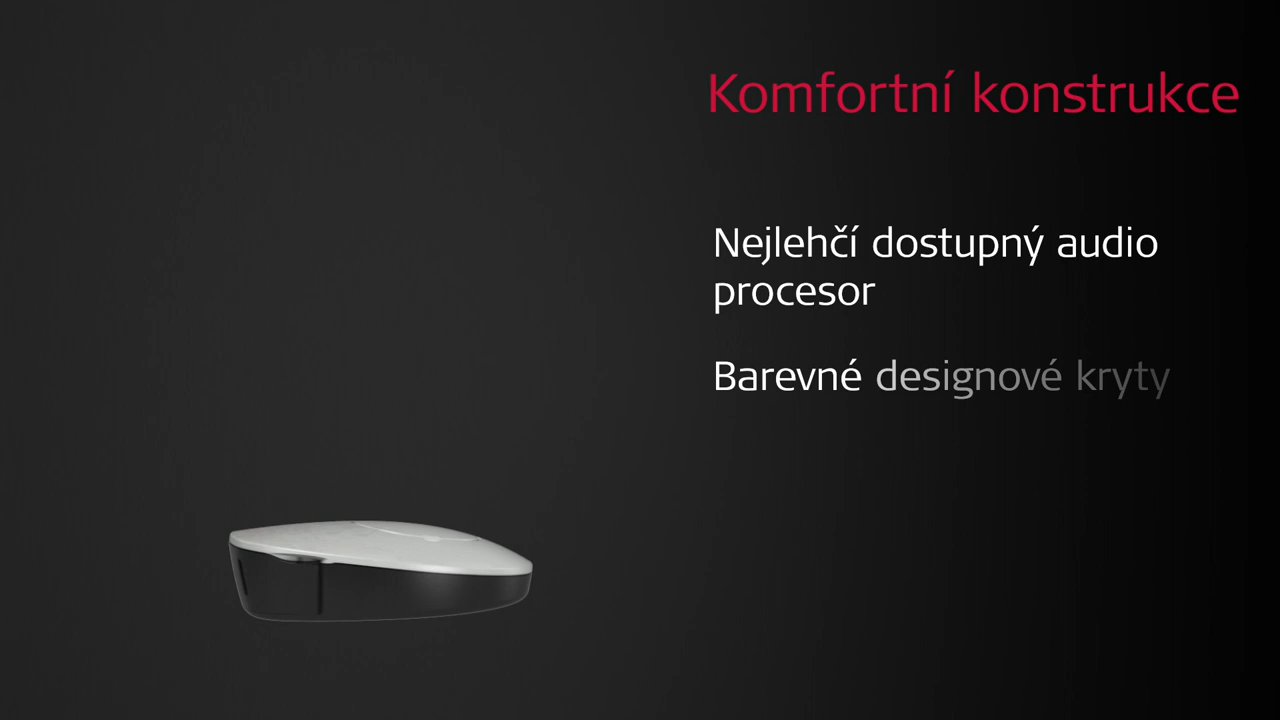 Komfortní konstrukce
Nejlehčí dostupný audio
procesor
Barevné designové kryty